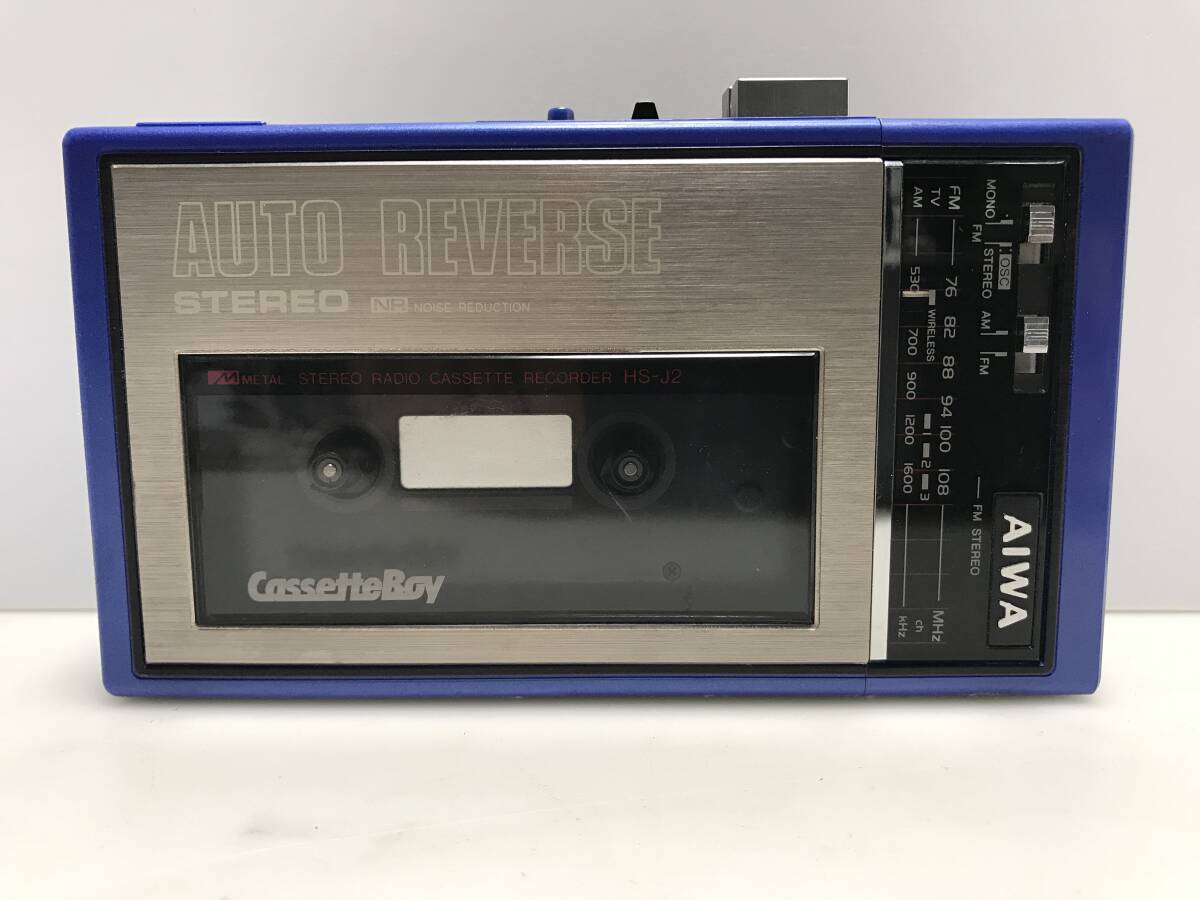 AUTO REVERSE
STEREO NR NOISE REDUCTION
METAL STEREO RADIO CASSETTE RECORDER HS-J2
CassetteBoy
FM 76 82 88 94 100 108 MHz
TV 1 2 3 ch
AM 530 700 900 1200 1600 kHz
WIRELESS
MONO STEREO
FM FM OSC
AM FM
FM STEREO
AIWA